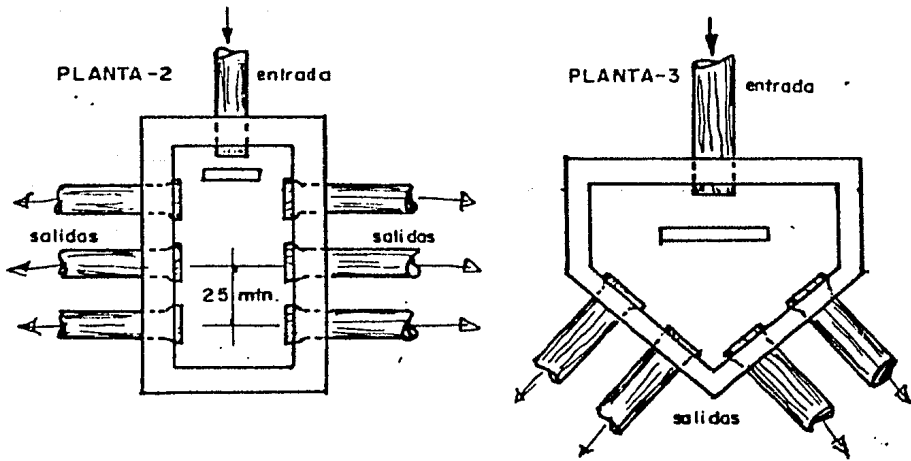 PLANTA-2
entrada
salidas
salidas
25 mtn.
PLANTA-3
entrada
salidas